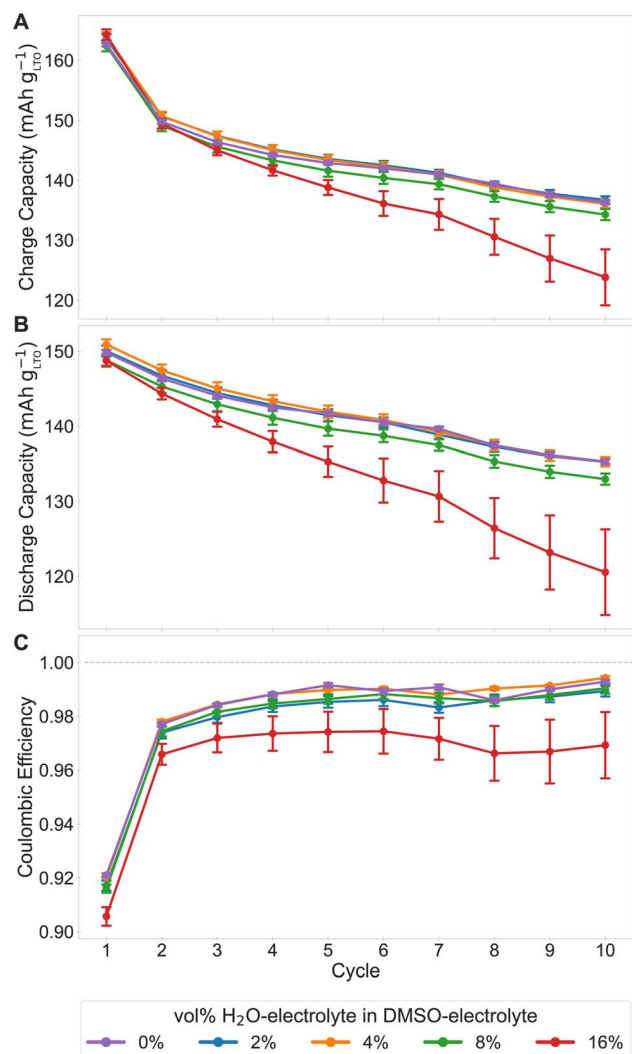 A
Charge Capacity (mAh g⁻¹ LTO)
160
150
140
130
120
B
Discharge Capacity (mAh g⁻¹ LTO)
150
140
130
120
C
Coulombic Efficiency
1.00
0.98
0.96
0.94
0.92
0.90
1 2 3 4 5 6 7 8 9 10
Cycle
vol% H₂O-electrolyte in DMSO-electrolyte
0% 2% 4% 8% 16%